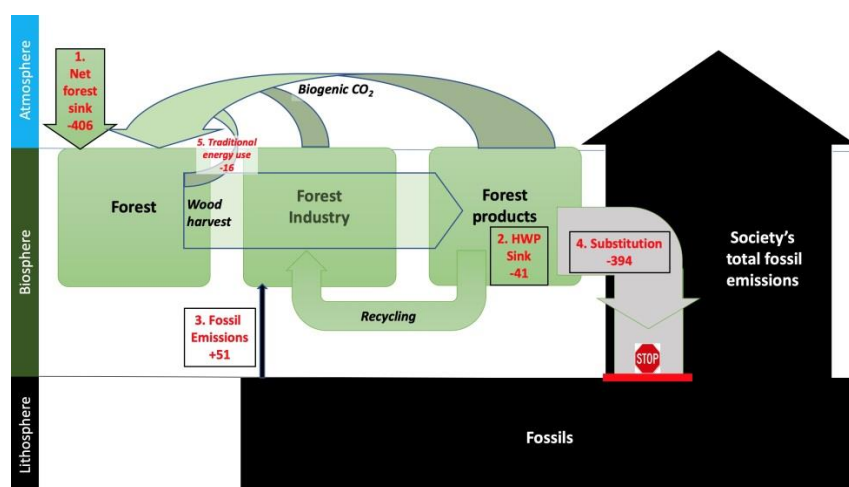 Atmosphere
Biosphere
Lithosphere
1.
Net
forest
sink
-406
Biogenic CO₂
5. Traditional
energy use
-16
Forest
Wood
harvest
Forest
Industry
Forest
products
2. HWP
Sink
-41
4. Substitution
-394
Society's
total fossil
emissions
3. Fossil
Emissions
+51
Recycling
STOP
Fossils